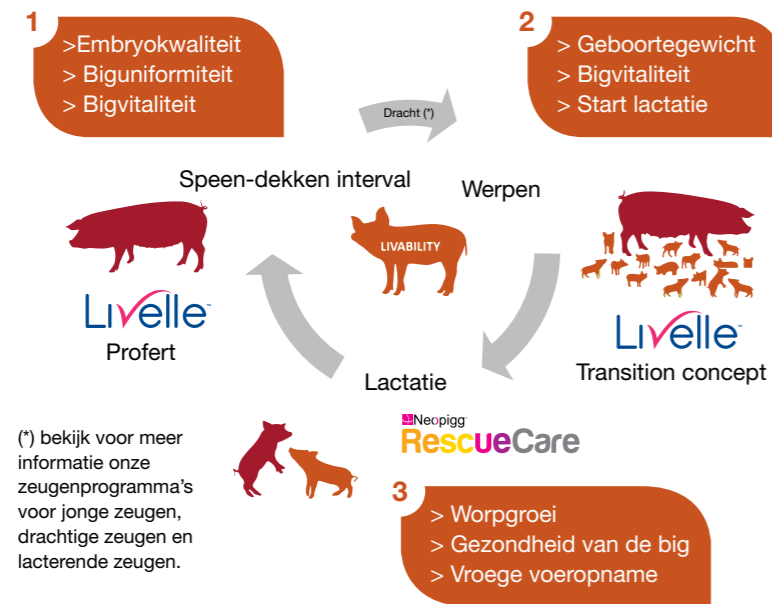 1
>Embryokwaliteit
> Biguniformiteit
> Bigvitaliteit
2
> Geboortegewicht
> Bigvitaliteit
> Start lactatie
Dracht (*)
Speen-dekken interval
Werpen
LIVABILITY
Livelle™
Profert
Livelle™
Transition concept
Lactatie
Neopigg®
RescueCare
(*) bekijk voor meer
informatie onze
zeugenprogramma's
voor jonge zeugen,
drachtige zeugen en
lacterende zeugen.
3
> Worpgroei
> Gezondheid van de big
> Vroege voeropname